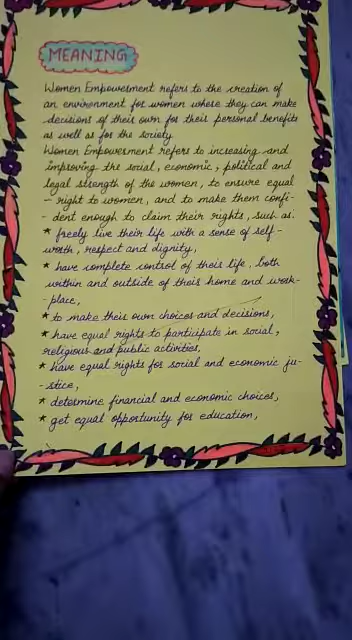 MEANING
Women Empowerment refers to the creation of
an environment for women where they can make
decisions of their own for their personal benefits
as well as for the society.
Women Empowerment refers to increasing and
improving the social, economic, political and
legal strength of the women, to ensure equal
- right to women, and to make them confi-
- dent enough to claim their rights, such as:
* freely live their life with a sense of self-
worth, respect and dignity,
* have complete control of their life, both
within and outside of their home and work-
-place,
* to make their own choices and decisions,
* have equal rights to participate in social,
religious and public activities,
* have equal rights for social and economic ju-
-stice,
* determine financial and economic choices,
* get equal opportunity for education,